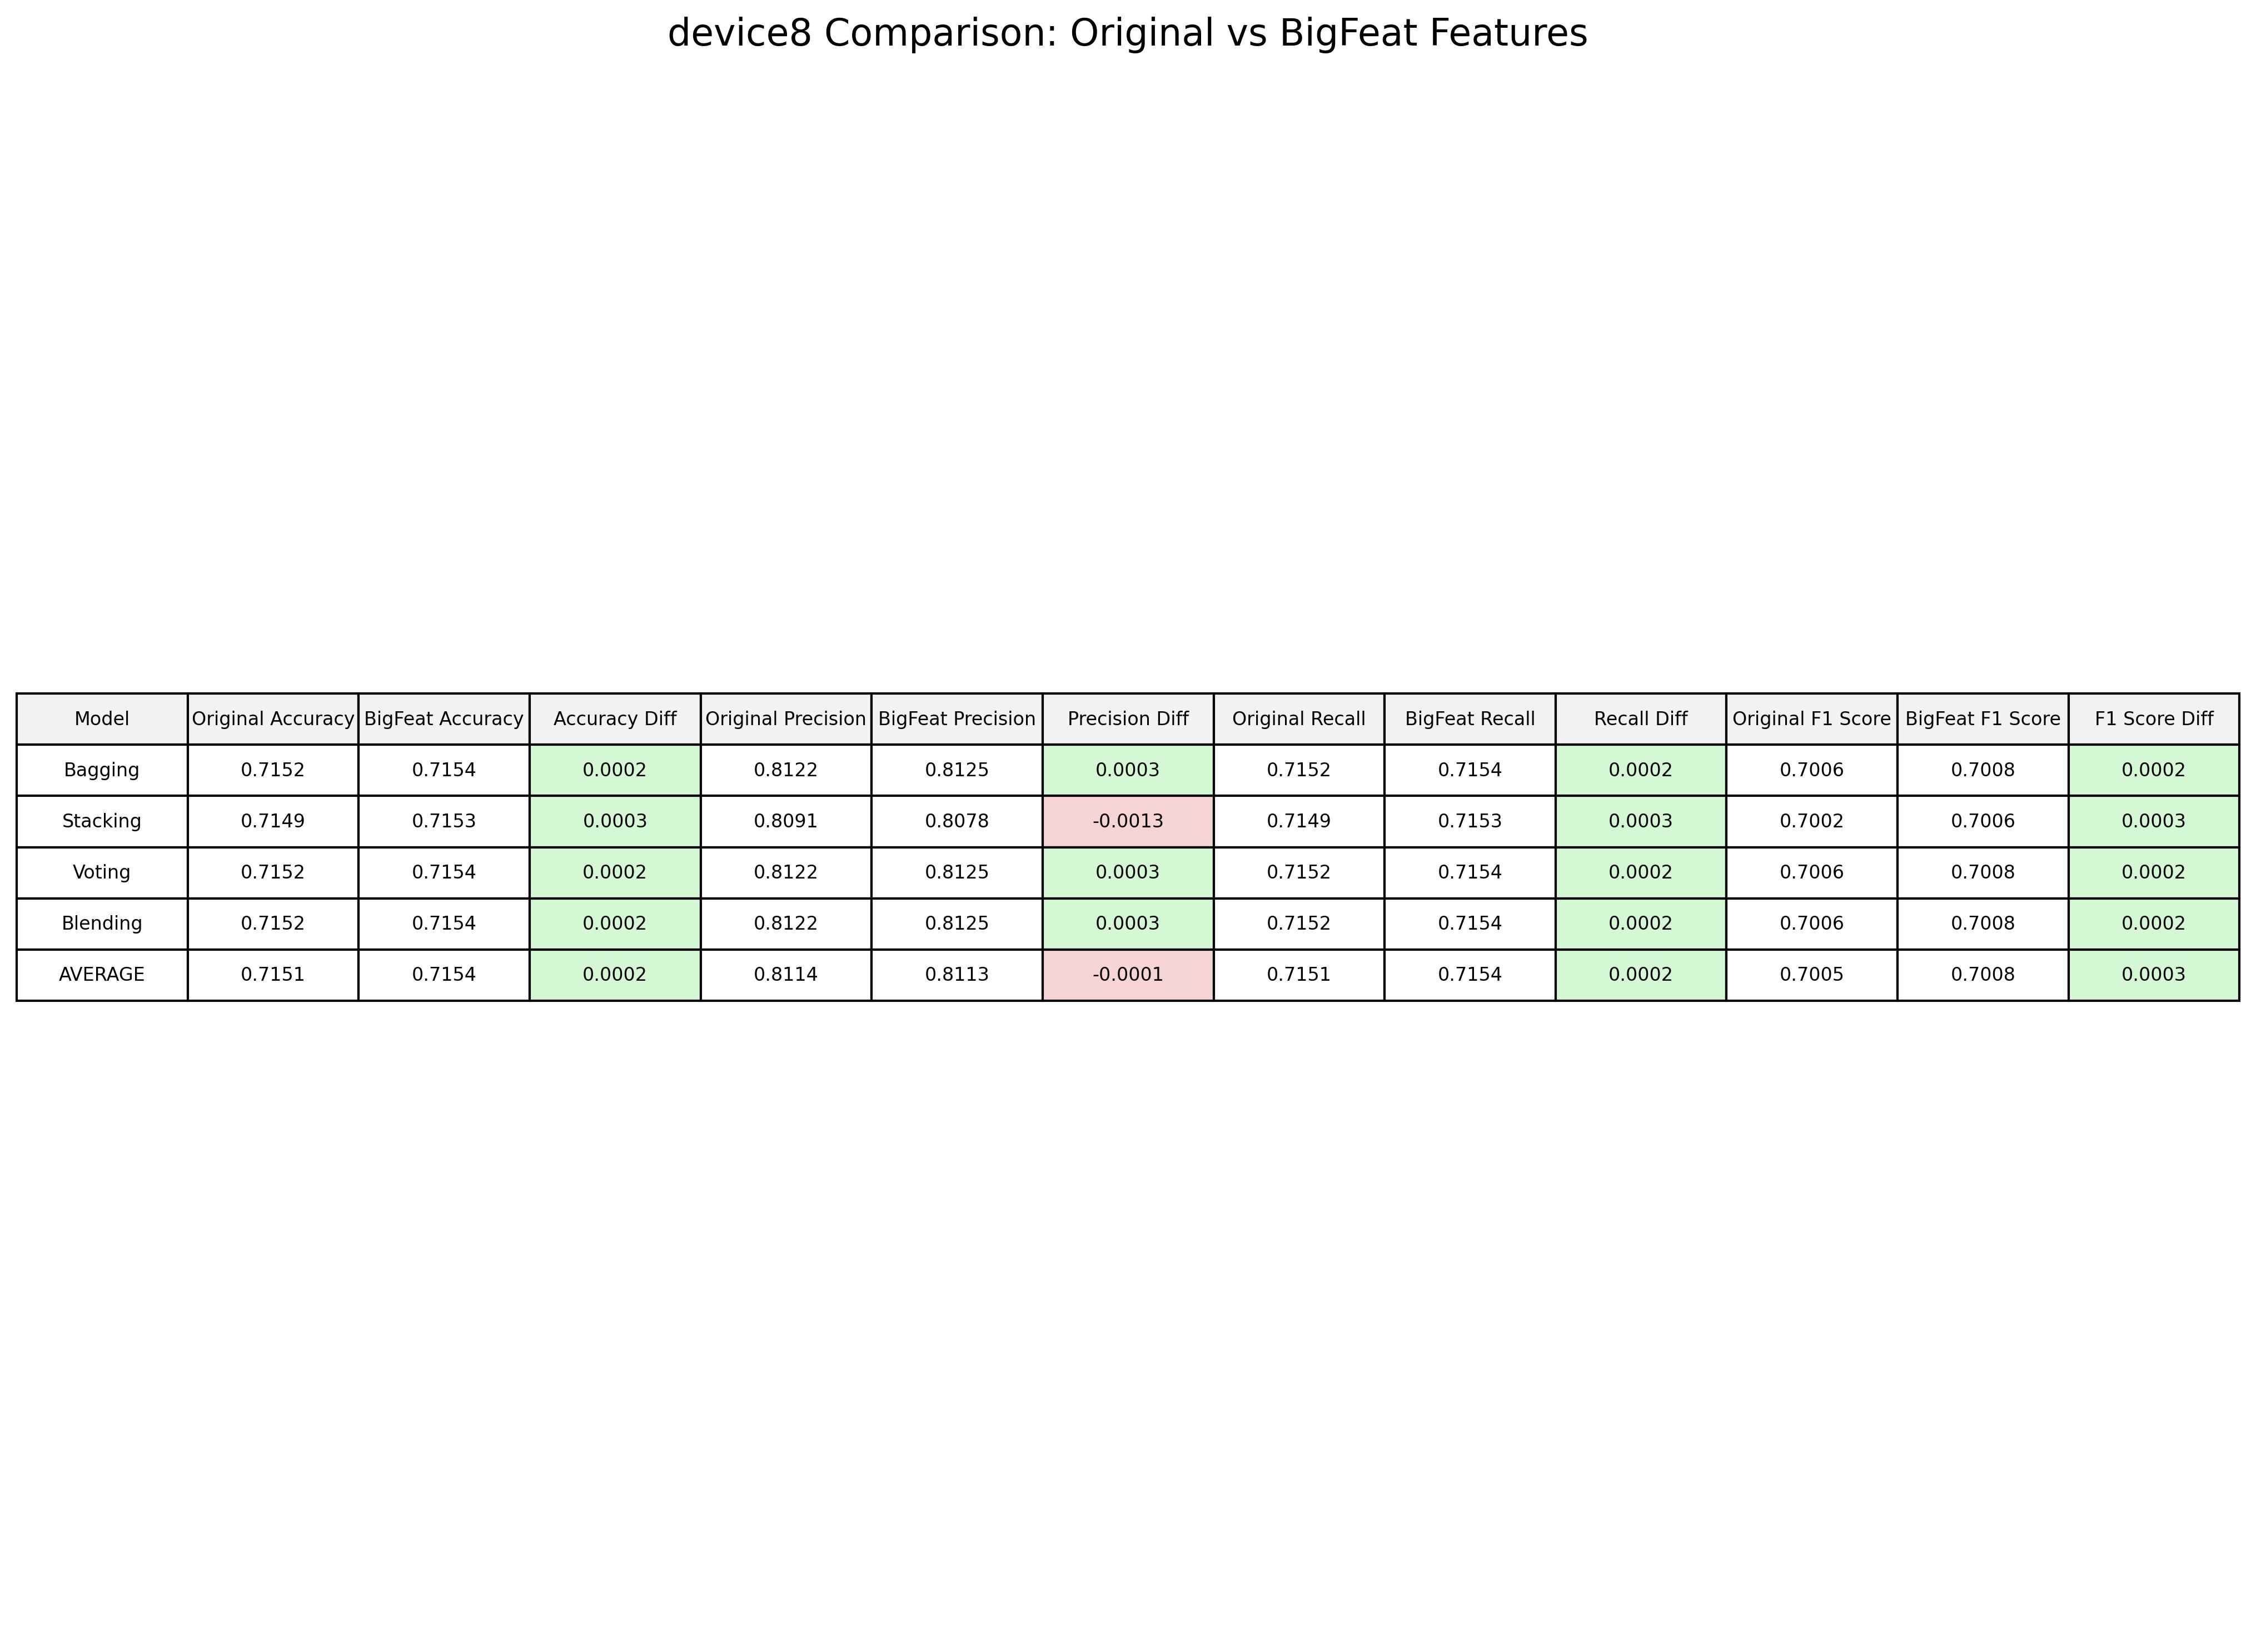 device8 Comparison: Original vs BigFeat Features
Model Original Accuracy BigFeat Accuracy Accuracy Diff Original Precision BigFeat Precision Precision Diff Original Recall BigFeat Recall Recall Diff Original F1 Score BigFeat F1 Score F1 Score Diff
Bagging 0.7152 0.7154 0.0002 0.8122 0.8125 0.0003 0.7152 0.7154 0.0002 0.7006 0.7008 0.0002
Stacking 0.7149 0.7153 0.0003 0.8091 0.8078 -0.0013 0.7149 0.7153 0.0003 0.7002 0.7006 0.0003
Voting 0.7152 0.7154 0.0002 0.8122 0.8125 0.0003 0.7152 0.7154 0.0002 0.7006 0.7008 0.0002
Blending 0.7152 0.7154 0.0002 0.8122 0.8125 0.0003 0.7152 0.7154 0.0002 0.7006 0.7008 0.0002
AVERAGE 0.7151 0.7154 0.0002 0.8114 0.8113 -0.0001 0.7151 0.7154 0.0002 0.7005 0.7008 0.0003